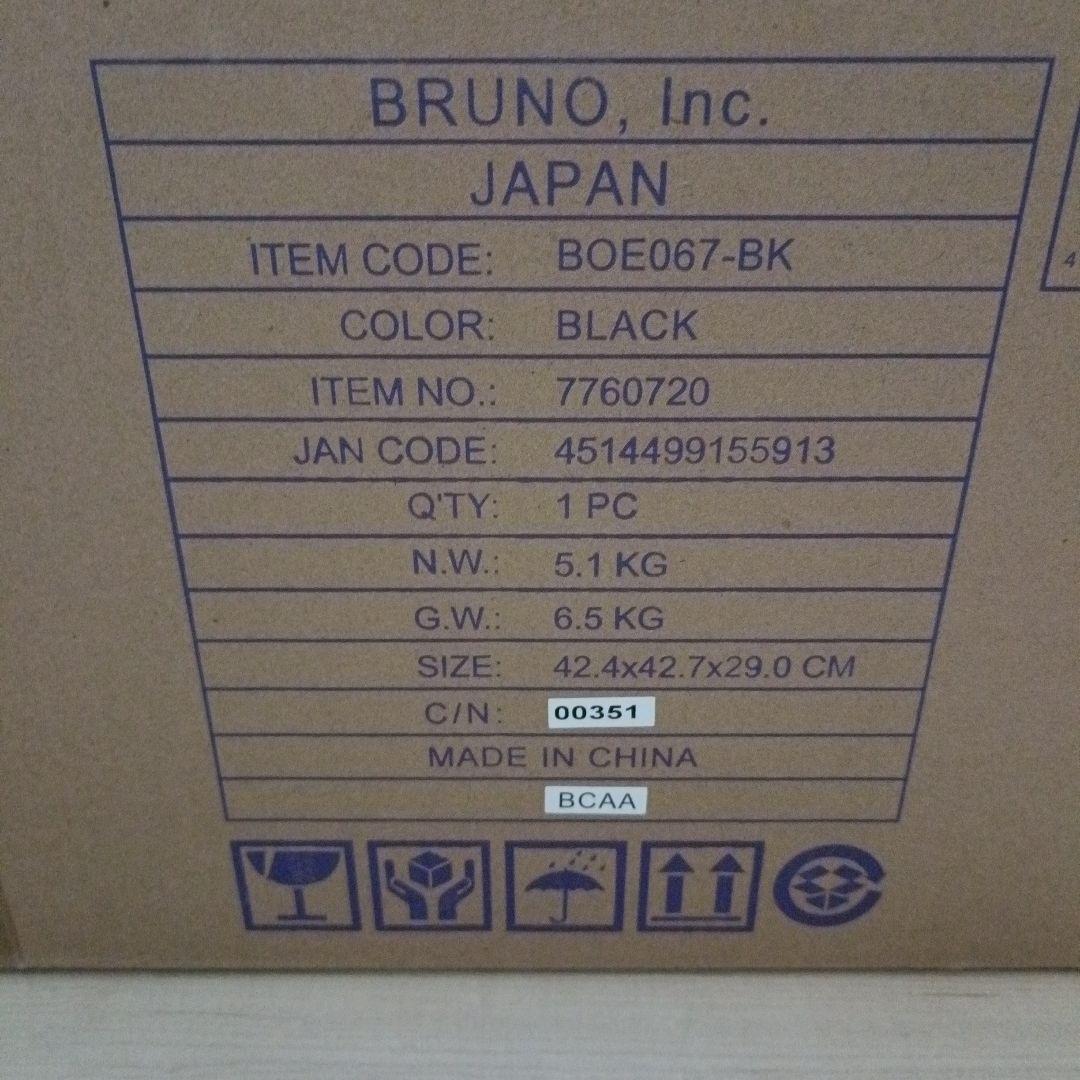 BRUNO, Inc.
JAPAN
ITEM CODE: BOE067-BK
COLOR: BLACK
ITEM NO.: 7760720
JAN CODE: 4514499155913
Q'TY: 1 PC
N.W.: 5.1 KG
G.W.: 6.5 KG
SIZE: 42.4x42.7x29.0 CM
C/N: 00351
MADE IN CHINA
BCAA
4